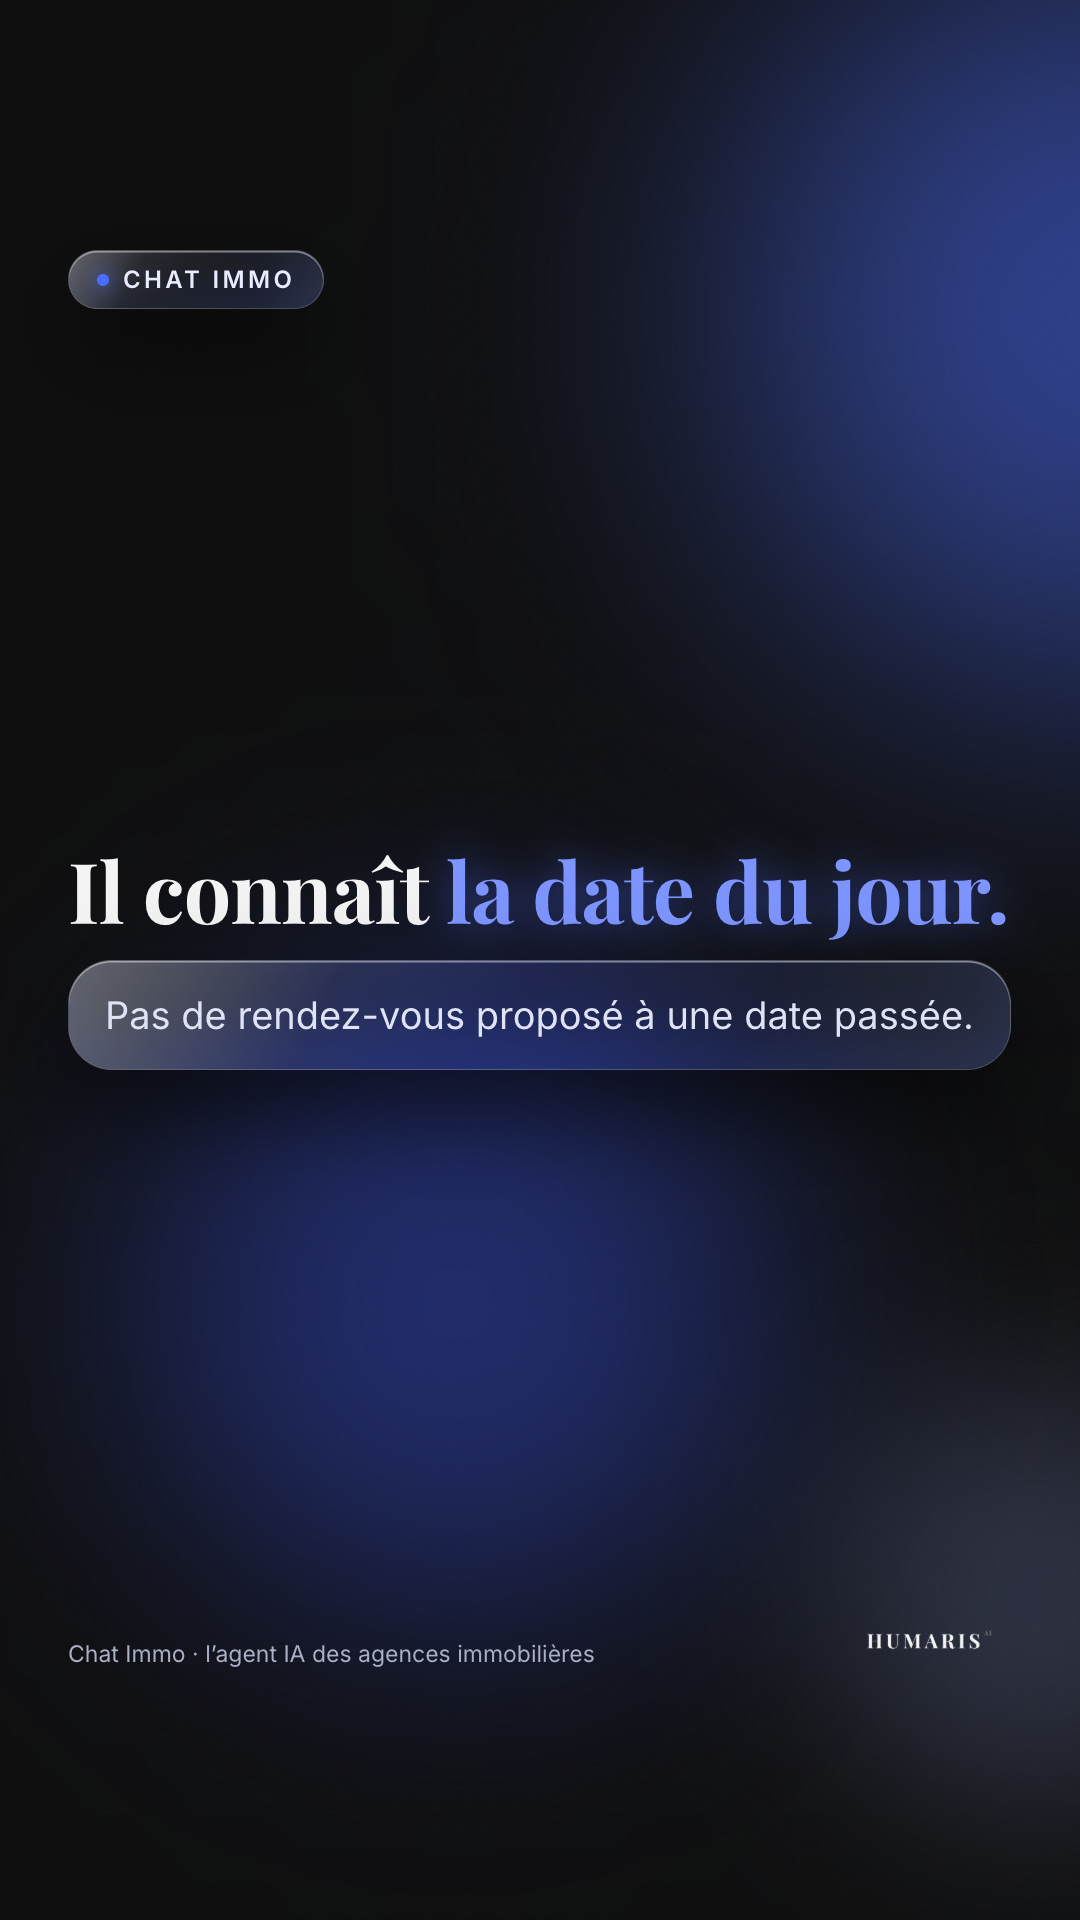 CHAT IMMO
Il connaît la date du jour.
Pas de rendez-vous proposé à une date passée.
Chat Immo · l’agent IA des agences immobilières
HUMARIS AI